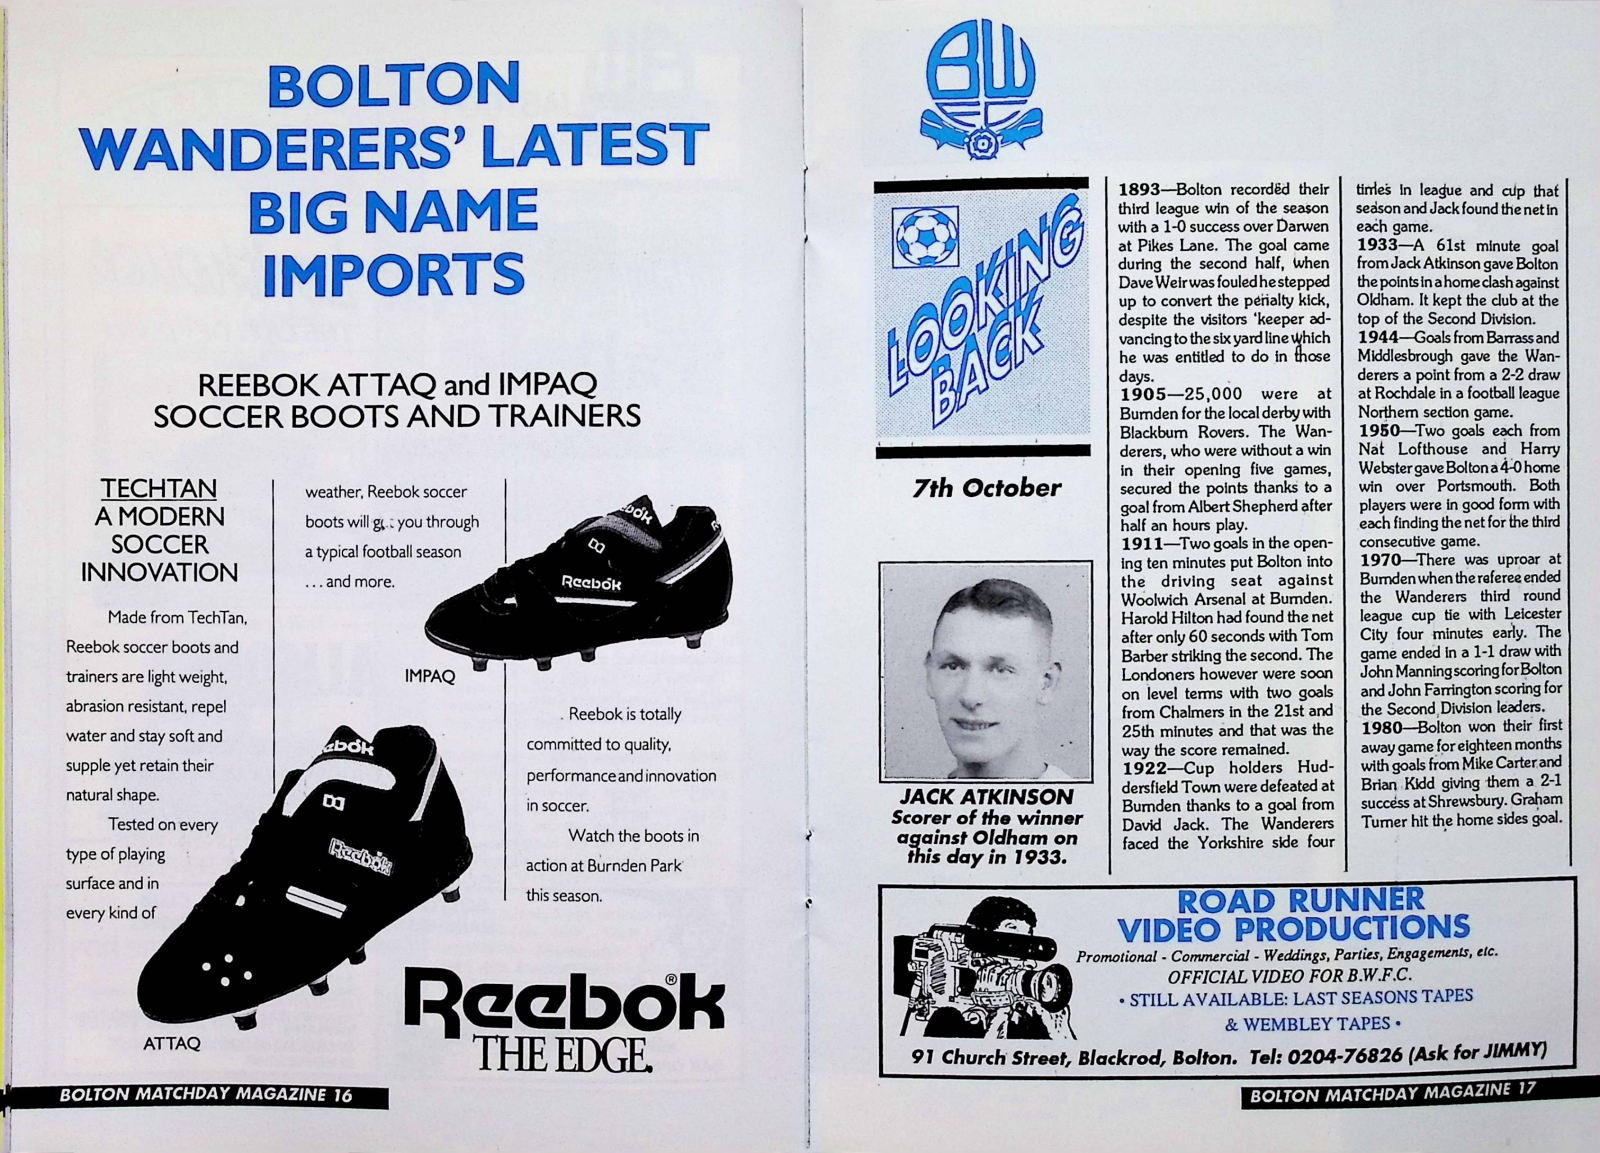 BOLTON
WANDERERS' LATEST
BIG NAME
IMPORTS
REEBOK ATTAQ and IMPAQ
SOCCER BOOTS AND TRAINERS
TECHTAN
A MODERN
SOCCER
INNOVATION
Made from TechTan,
Reebok soccer boots and
trainers are light weight,
abrasion resistant, repel
water and stay soft and
supple yet retain their
natural shape.
Tested on every
type of playing
surface and in
every kind of
weather, Reebok soccer
boots will get you through
a typical football season
...and more.
Reebok
Reebok
IMPAQ
. Reebok is totally
committed to quality,
performance and innovation
in soccer.
Watch the boots in
action at Burnden Park
this season.
Reebok
Reebok
ATTAQ
Reebok®
THE EDGE.
BOLTON MATCHDAY MAGAZINE 16
BW
FC
LOOKING
BACK
7th October
JACK ATKINSON
Scorer of the winner
against Oldham on
this day in 1933.
1893—Bolton recorded their
third league win of the season
with a 1-0 success over Darwen
at Pikes Lane. The goal came
during the second half, when
Dave Weir was fouled he stepped
up to convert the penalty kick,
despite the visitors 'keeper ad-
vancing to the six yard line which
he was entitled to do in those
days.
1905—25,000 were at
Burnden for the local derby with
Blackburn Rovers. The Wan-
derers, who were without a win
in their opening five games,
secured the points thanks to a
goal from Albert Shepherd after
half an hours play.
1911—Two goals in the open-
ing ten minutes put Bolton into
the driving seat against
Woolwich Arsenal at Burnden.
Harold Hilton had found the net
after only 60 seconds with Tom
Barber striking the second. The
Londoners however were soon
on level terms with two goals
from Chalmers in the 21st and
25th minutes and that was the
way the score remained.
1922—Cup holders Hud-
dersfield Town were defeated at
Burnden thanks to a goal from
David Jack. The Wanderers
faced the Yorkshire side four
times in league and cup that
season and Jack found the net in
each game.
1933—A 61st minute goal
from Jack Atkinson gave Bolton
the points in a home clash against
Oldham. It kept the club at the
top of the Second Division.
1944—Goals from Barrass and
Middlesbrough gave the Wan-
derers a point from a 2-2 draw
at Rochdale in a football league
Northern section game.
1950—Two goals each from
Nat Lofthouse and Harry
Webster gave Bolton a 4-0 home
win over Portsmouth. Both
players were in good form with
each finding the net for the third
consecutive game.
1970—There was uproar at
Burnden when the referee ended
the Wanderers third round
league cup tie with Leicester
City four minutes early. The
game ended in a 1-1 draw with
John Manning scoring for Bolton
and John Farrington scoring for
the Second Division leaders.
1980—Bolton won their first
away game for eighteen months
with goals from Mike Carter and
Brian Kidd giving them a 2-1
success at Shrewsbury. Graham
Turner hit the home sides goal.
ROAD RUNNER
VIDEO PRODUCTIONS
Promotional - Commercial - Weddings, Parties, Engagements, etc.
OFFICIAL VIDEO FOR B.W.F.C.
• STILL AVAILABLE: LAST SEASONS TAPES
& WEMBLEY TAPES •
91 Church Street, Blackrod, Bolton. Tel: 0204-76826 (Ask for JIMMY)
BOLTON MATCHDAY MAGAZINE 17